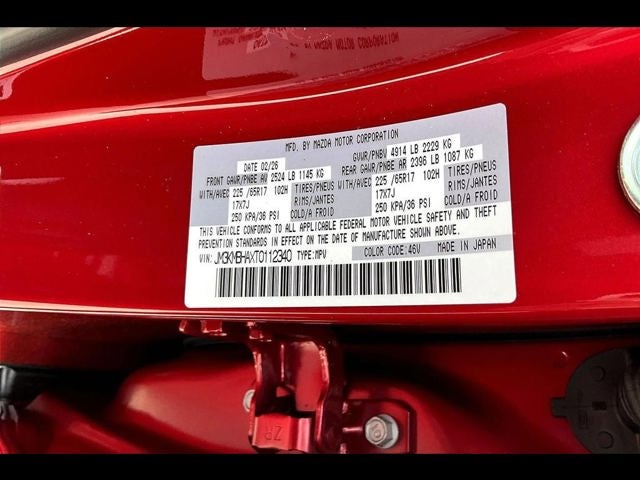 MFD. BY MAZDA MOTOR CORPORATION
DATE 02/26 GVWR/PNBV 4914 LB 2229 KG
FRONT GAWR/PNBE AV 2524 LB 1145 KG REAR GAWR/PNBE AR 2396 LB 1087 KG
WITH/AVEC 225/65R17 102H TIRES/PNEUS WITH/AVEC 225/65R17 102H TIRES/PNEUS
17X7J RIMS/JANTES 17X7J RIMS/JANTES
250 KPA/36 PSI COLD/A FROID 250 KPA/36 PSI COLD/A FROID
THIS VEHICLE CONFORMS TO ALL APPLICABLE FEDERAL MOTOR VEHICLE SAFETY AND THEFT
PREVENTION STANDARDS IN EFFECT ON THE DATE OF MANUFACTURE SHOWN ABOVE.
VIN: JM3KMBHAXT0112340 TYPE:MPV COLOR CODE:46V MADE IN JAPAN
ZR